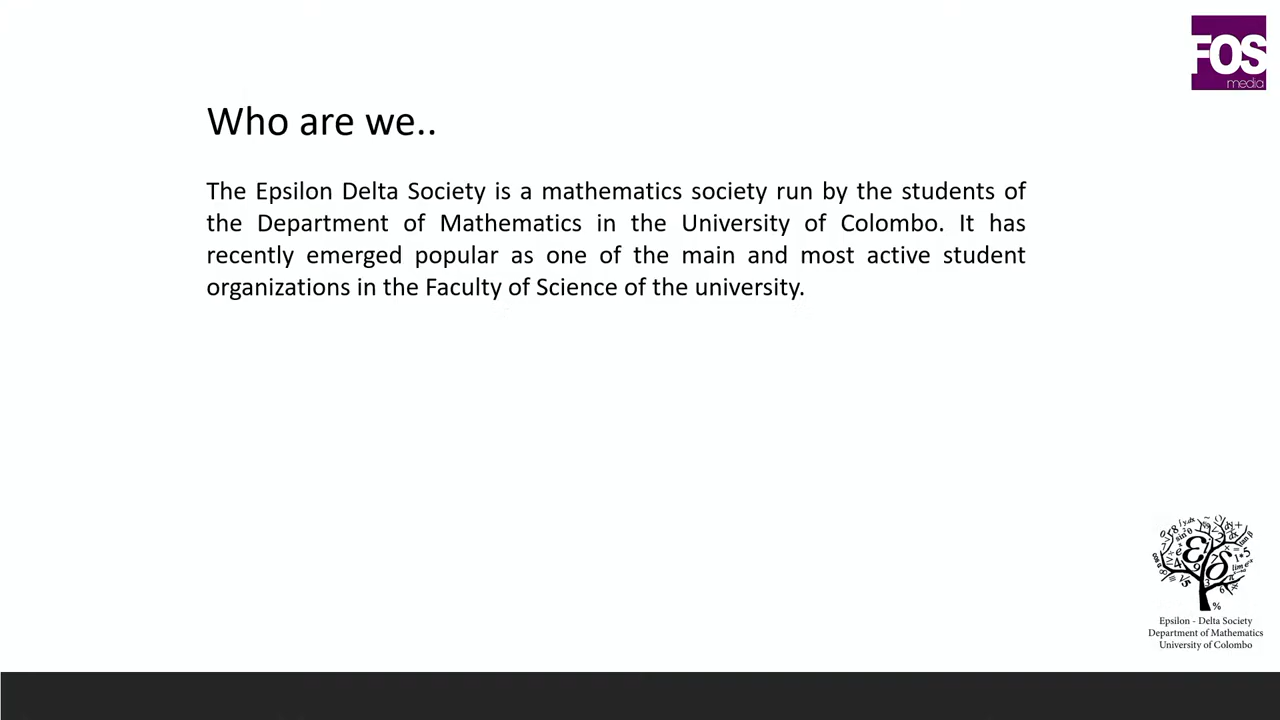 FOS
media
Who are we..
The Epsilon Delta Society is a mathematics society run by the students of
the Department of Mathematics in the University of Colombo. It has
recently emerged popular as one of the main and most active student
organizations in the Faculty of Science of the university.
Epsilon - Delta Society
Department of Mathematics
University of Colombo